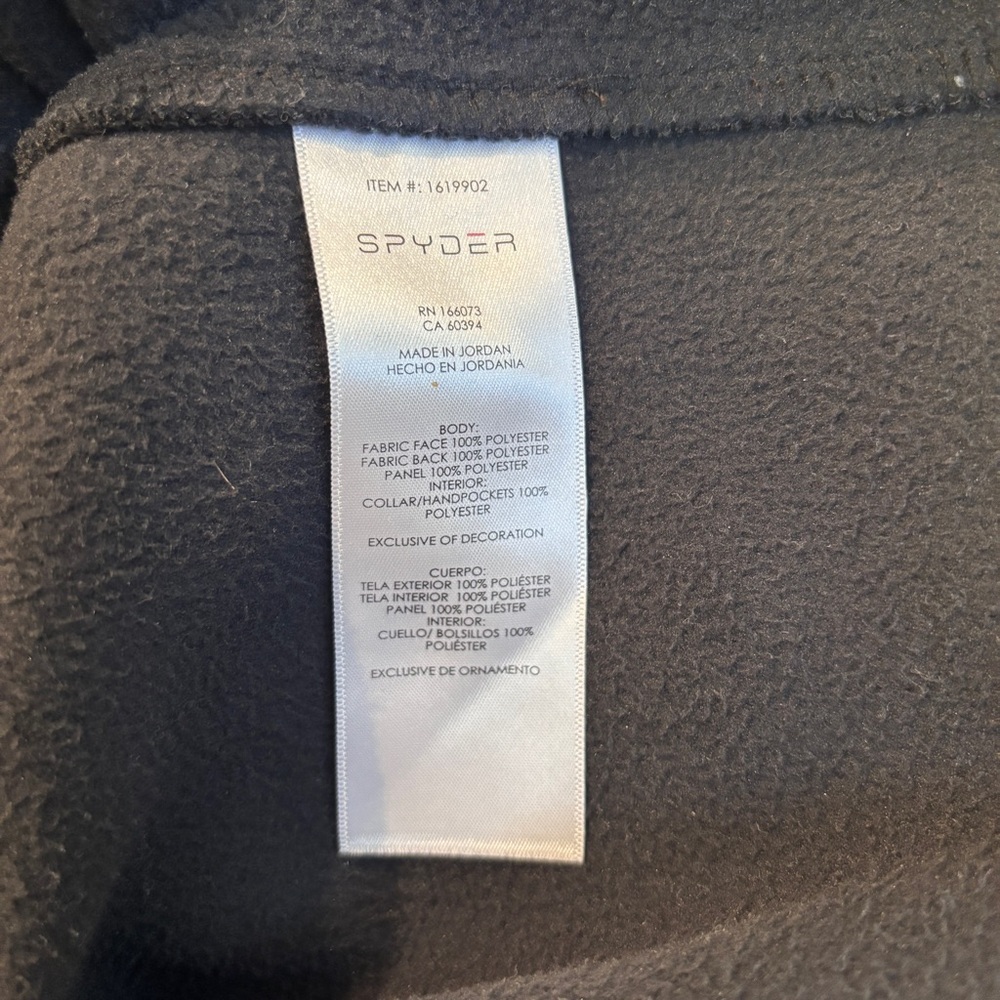 ITEM #: 1619902
SPYDER
RN 166073
CA 60394
MADE IN JORDAN
HECHO EN JORDANIA
BODY:
FABRIC FACE 100% POLYESTER
FABRIC BACK 100% POLYESTER
PANEL 100% POLYESTER
INTERIOR:
COLLAR/HANDPOCKETS 100%
POLYESTER
EXCLUSIVE OF DECORATION
CUERPO:
TELA EXTERIOR 100% POLIÉSTER
TELA INTERIOR 100% POLIÉSTER
PANEL 100% POLIÉSTER
INTERIOR:
CUELLO/ BOLSILLOS 100%
POLIÉSTER
EXCLUSIVE DE ORNAMENTO